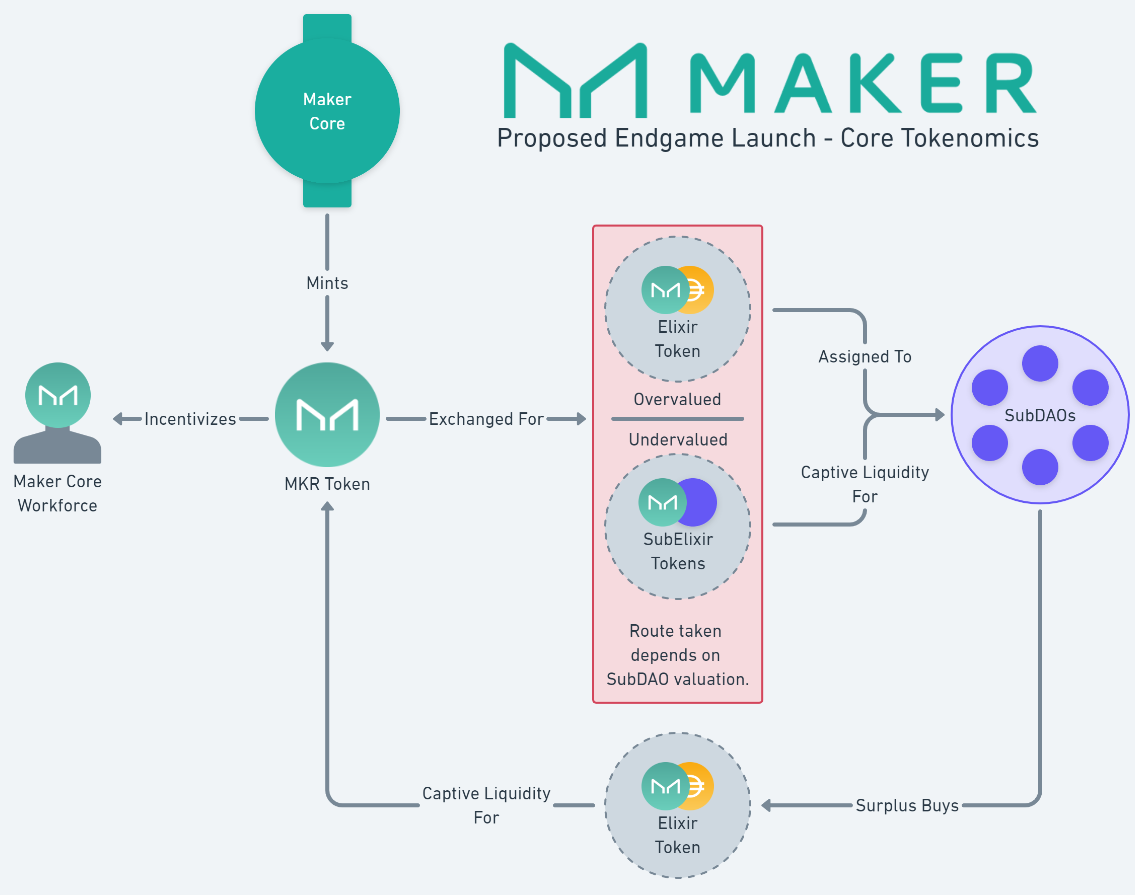 MAKER
Proposed Endgame Launch - Core Tokenomics
Maker
Core
Mints
Maker Core
Workforce
Incentivizes
MKR Token
Exchanged For
Elixir
Token
Overvalued
Undervalued
SubElixir
Tokens
Route taken
depends on
SubDAO valuation.
Assigned To
Captive Liquidity
For
SubDAOs
Surplus Buys
Elixir
Token
Captive Liquidity
For